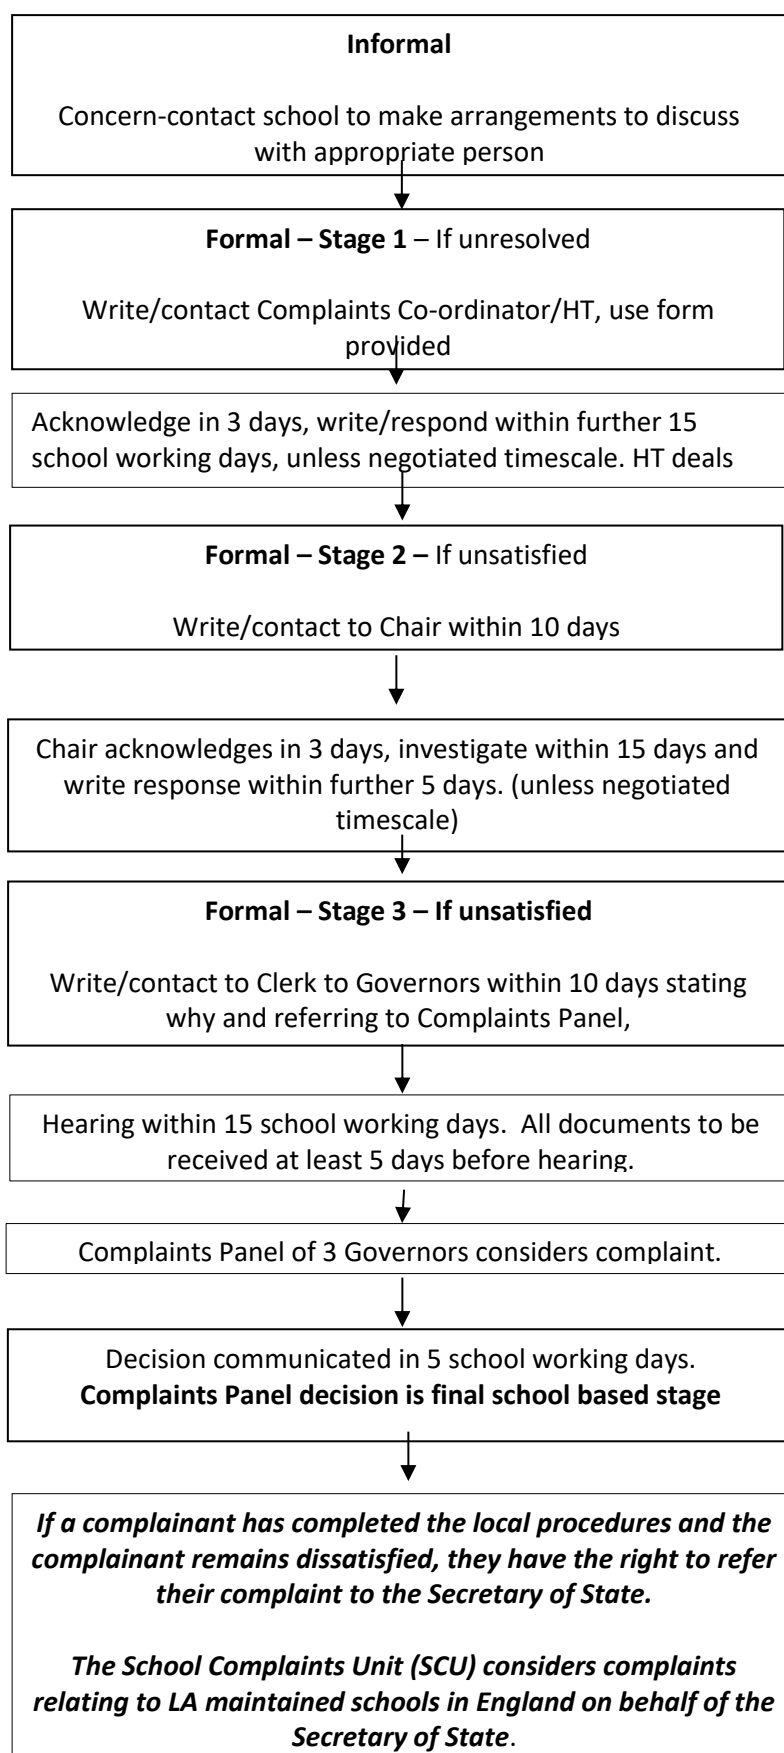 Informal
Concern-contact school to make arrangements to discuss
with appropriate person
Formal – Stage 1 – If unresolved
Write/contact Complaints Co-ordinator/HT, use form
provided
Acknowledge in 3 days, write/respond within further 15
school working days, unless negotiated timescale. HT deals
Formal – Stage 2 – If unsatisfied
Write/contact to Chair within 10 days
Chair acknowledges in 3 days, investigate within 15 days and
write response within further 5 days. (unless negotiated
timescale)
Formal – Stage 3 – If unsatisfied
Write/contact to Clerk to Governors within 10 days stating
why and referring to Complaints Panel,
Hearing within 15 school working days.  All documents to be
received at least 5 days before hearing.
Complaints Panel of 3 Governors considers complaint.
Decision communicated in 5 school working days.
Complaints Panel decision is final school based stage
If a complainant has completed the local procedures and the
complainant remains dissatisfied, they have the right to refer
their complaint to the Secretary of State.
The School Complaints Unit (SCU) considers complaints
relating to LA maintained schools in England on behalf of the
Secretary of State.